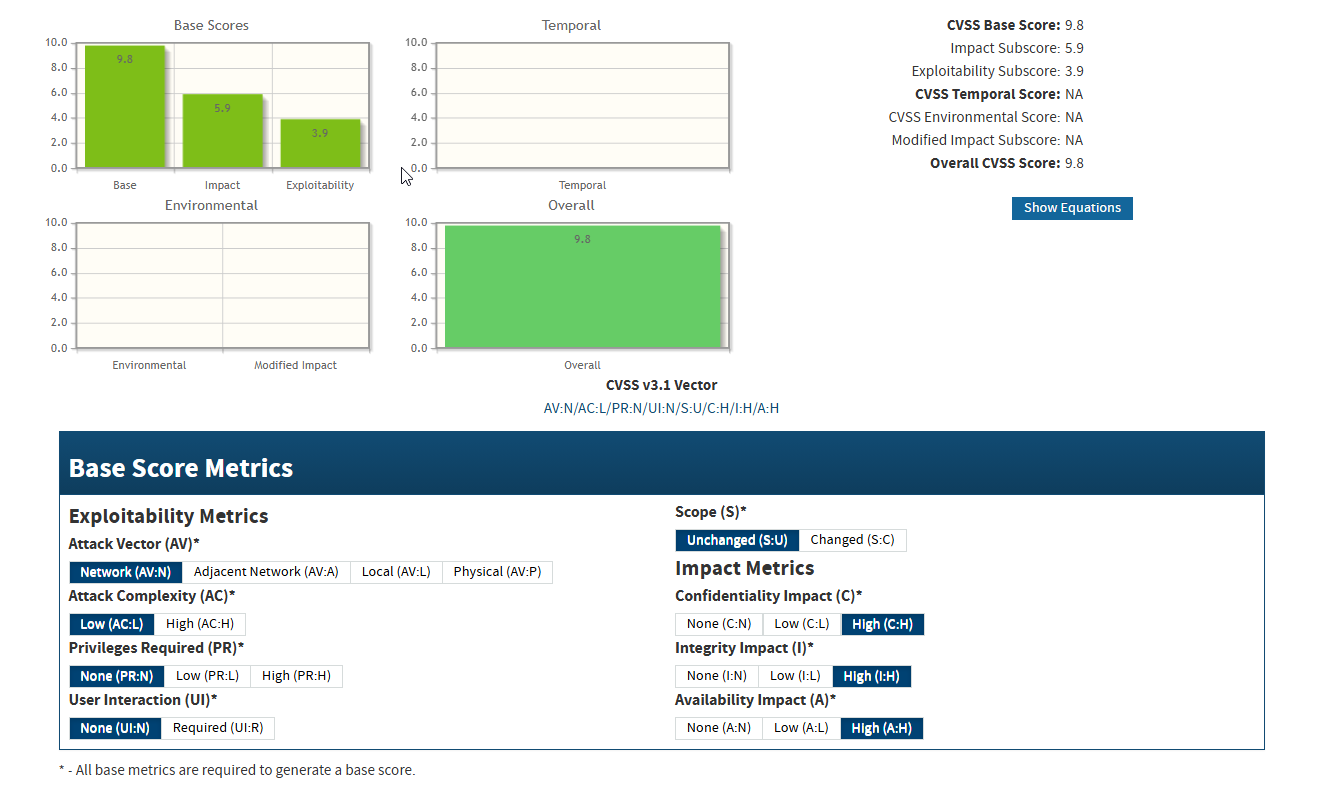 Base Scores
10.0
8.0
6.0
4.0
2.0
0.0
9.8
5.9
3.9
Base Impact Exploitability
Temporal
10.0
8.0
6.0
4.0
2.0
0.0
Temporal
CVSS Base Score: 9.8
Impact Subscore: 5.9
Exploitability Subscore: 3.9
CVSS Temporal Score: NA
CVSS Environmental Score: NA
Modified Impact Subscore: NA
Overall CVSS Score: 9.8
Show Equations
Environmental
10.0
8.0
6.0
4.0
2.0
0.0
Environmental Modified Impact
Overall
10.0
8.0
6.0
4.0
2.0
0.0
9.8
Overall
CVSS v3.1 Vector
AV:N/AC:L/PR:N/UI:N/S:U/C:H/I:H/A:H
Base Score Metrics
Exploitability Metrics
Attack Vector (AV)*
Network (AV:N) Adjacent Network (AV:A) Local (AV:L) Physical (AV:P)
Attack Complexity (AC)*
Low (AC:L) High (AC:H)
Privileges Required (PR)*
None (PR:N) Low (PR:L) High (PR:H)
User Interaction (UI)*
None (UI:N) Required (UI:R)
Scope (S)*
Unchanged (S:U) Changed (S:C)
Impact Metrics
Confidentiality Impact (C)*
None (C:N) Low (C:L) High (C:H)
Integrity Impact (I)*
None (I:N) Low (I:L) High (I:H)
Availability Impact (A)*
None (A:N) Low (A:L) High (A:H)
* - All base metrics are required to generate a base score.